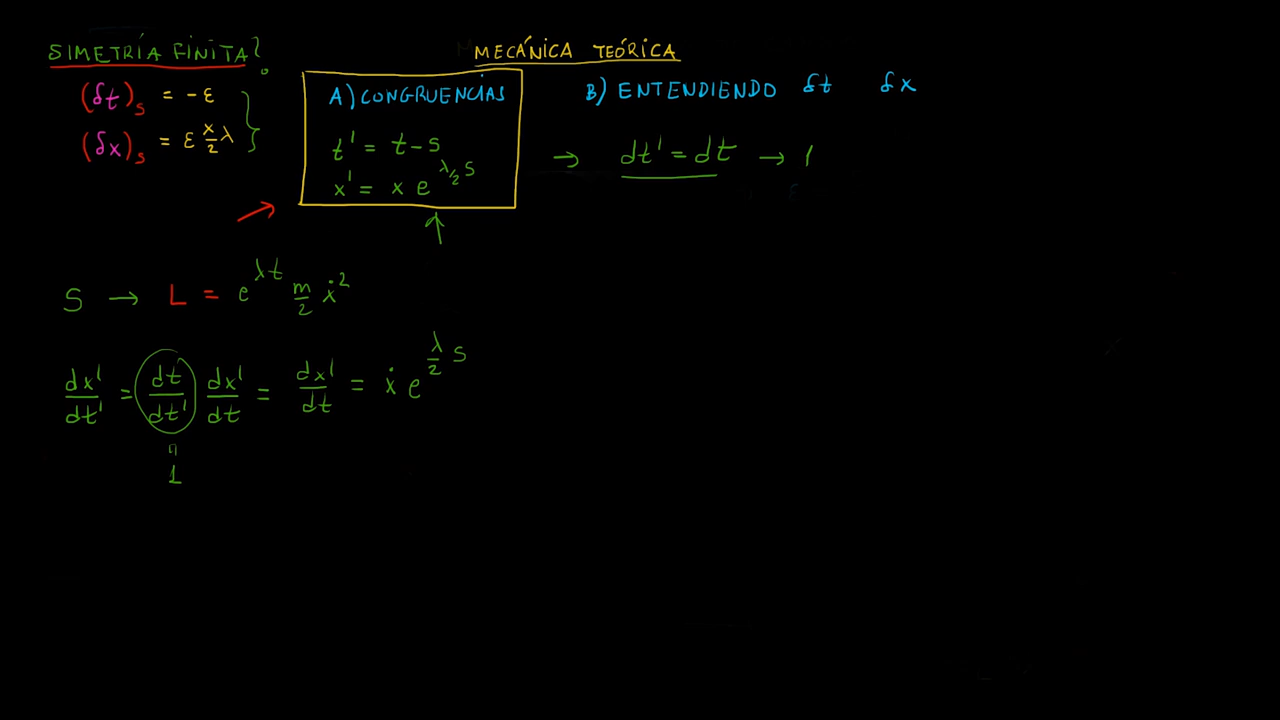 SIMETRÍA FINITA?
MECÁNICA TEÓRICA
(δt)s = -ε
(δx)s = ε x/2 λ
A) CONGRUENCIAS
t' = t - s
x' = x e^(λ/2 s)
B) ENTENDIENDO δt δx
→ dt' = dt → 1
S → L = e^(λt) m/2 ẋ²
dx'/dt' = dt/dt' dx'/dt = dx'/dt = ẋ e^(λ/2 s)
"
1